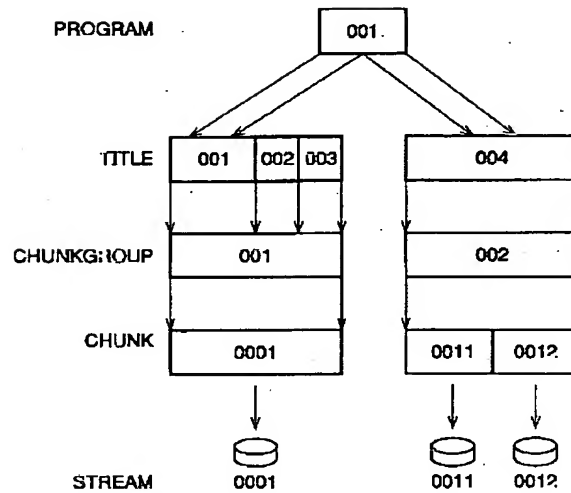 PROGRAM 001
TITLE 001 002 003 004
CHUNKGROUP 001 002
CHUNK 0001 0011 0012
STREAM 0001 0011 0012